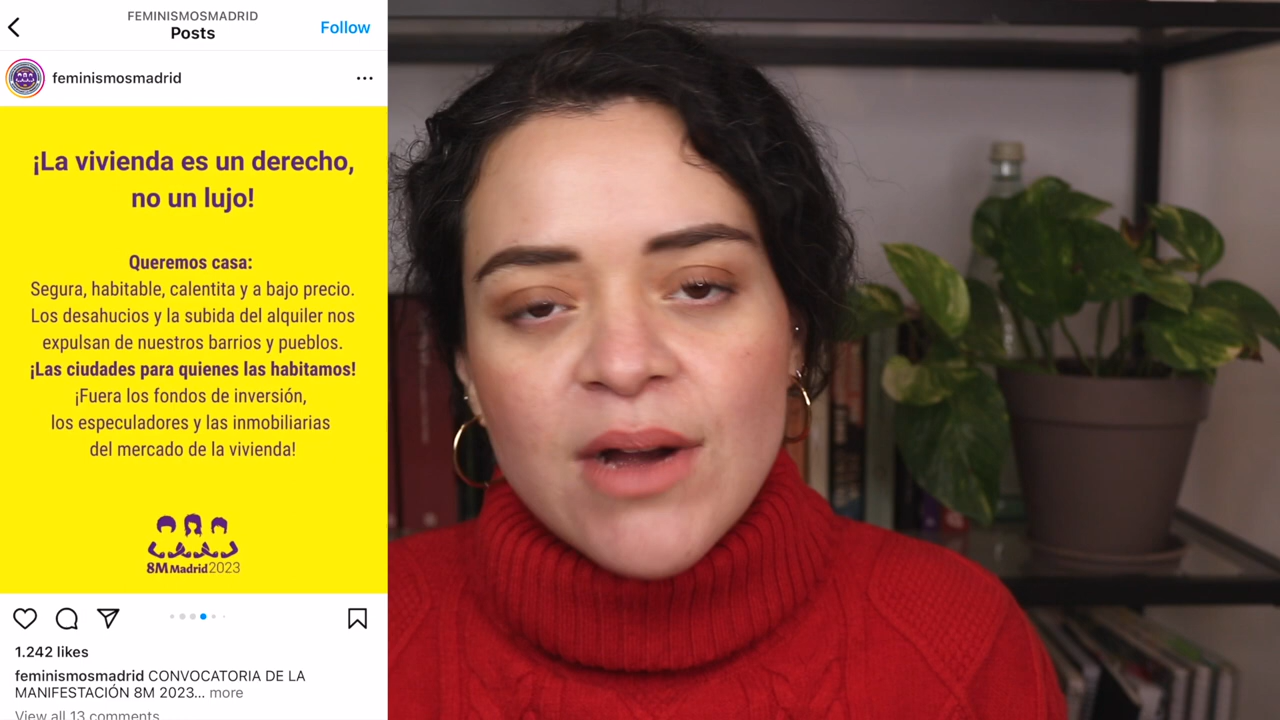 FEMINISMOSMADRID
Posts
Follow
feminismosmadrid
¡La vivienda es un derecho,
no un lujo!
Queremos casa:
Segura, habitable, calentita y a bajo precio.
Los desahucios y la subida del alquiler nos
expulsan de nuestros barrios y pueblos.
¡Las ciudades para quienes las habitamos!
¡Fuera los fondos de inversión,
los especuladores y las inmobiliarias
del mercado de la vivienda!
8M Madrid 2023
1.242 likes
feminismosmadrid CONVOCATORIA DE LA
MANIFESTACIÓN 8M 2023... more
View all 13 comments